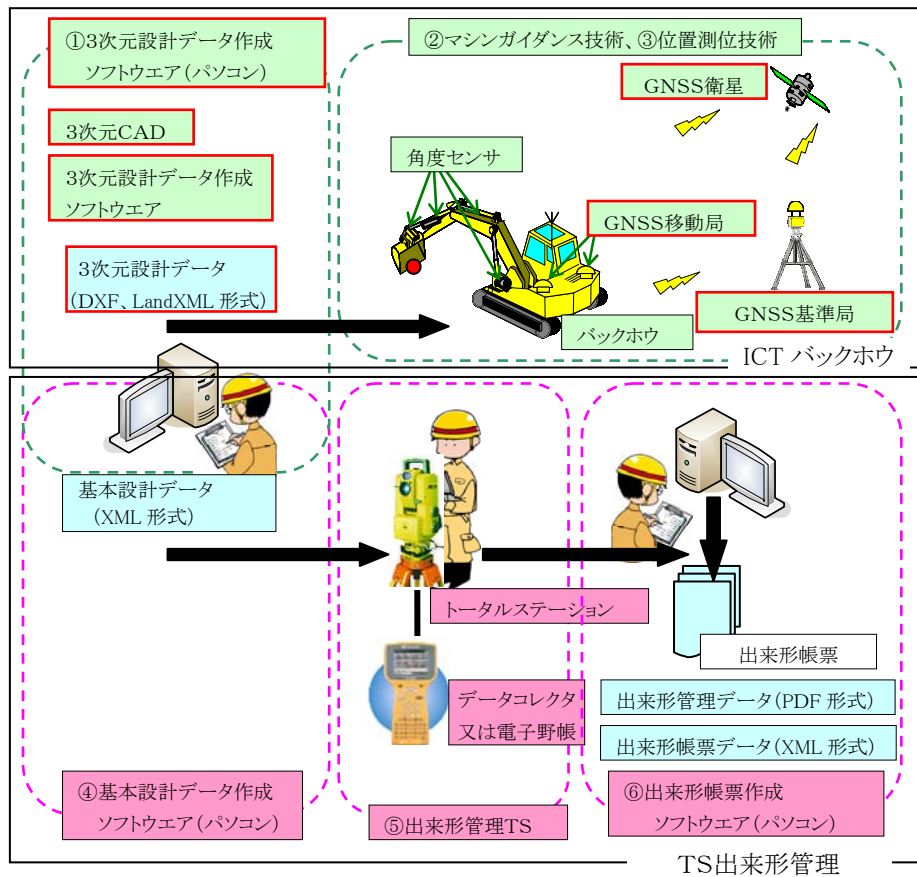 ①3次元設計データ作成
ソフトウエア(パソコン)
②マシンガイダンス技術、③位置測位技術
GNSS衛星
3次元CAD
角度センサ
3次元設計データ作成
ソフトウエア
GNSS移動局
3次元設計データ
(DXF、LandXML 形式)
GNSS基準局
バックホウ
ICT バックホウ
基本設計データ
(XML 形式)
トータルステーション
出来形帳票
データコレクタ
又は電子野帳
出来形管理データ(PDF 形式)
出来形帳票データ(XML 形式)
④基本設計データ作成
ソフトウエア(パソコン)
⑤出来形管理TS
⑥出来形帳票作成
ソフトウエア(パソコン)
TS出来形管理